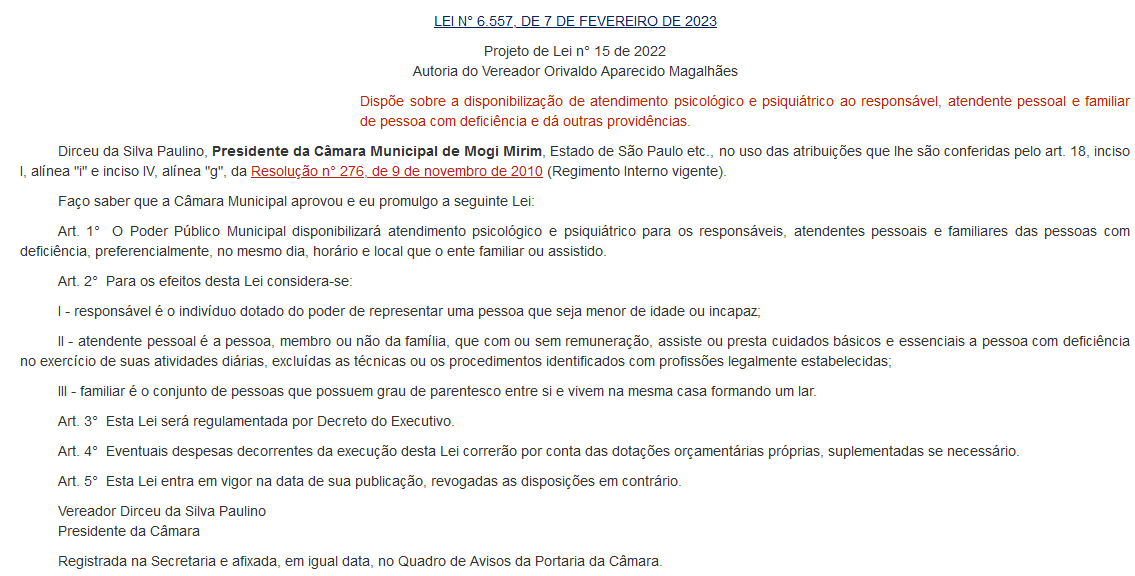 LEI N° 6.557, DE 7 DE FEVEREIRO DE 2023
Projeto de Lei n° 15 de 2022
Autoria do Vereador Orivaldo Aparecido Magalhães
Dispõe sobre a disponibilização de atendimento psicológico e psiquiátrico ao responsável, atendente pessoal e familiar
de pessoa com deficiência e dá outras providências.
Dirceu da Silva Paulino, Presidente da Câmara Municipal de Mogi Mirim, Estado de São Paulo etc., no uso das atribuições que lhe são conferidas pelo art. 18, inciso
I, alínea "i" e inciso IV, alínea "g", da Resolução n° 276, de 9 de novembro de 2010 (Regimento Interno vigente).
Faço saber que a Câmara Municipal aprovou e eu promulgo a seguinte Lei:
Art. 1° O Poder Público Municipal disponibilizará atendimento psicológico e psiquiátrico para os responsáveis, atendentes pessoais e familiares das pessoas com
deficiência, preferencialmente, no mesmo dia, horário e local que o ente familiar ou assistido.
Art. 2° Para os efeitos desta Lei considera-se:
I - responsável é o indivíduo dotado do poder de representar uma pessoa que seja menor de idade ou incapaz;
II - atendente pessoal é a pessoa, membro ou não da família, que com ou sem remuneração, assiste ou presta cuidados básicos e essenciais a pessoa com deficiência
no exercício de suas atividades diárias, excluídas as técnicas ou os procedimentos identificados com profissões legalmente estabelecidas;
III - familiar é o conjunto de pessoas que possuem grau de parentesco entre si e vivem na mesma casa formando um lar.
Art. 3° Esta Lei será regulamentada por Decreto do Executivo.
Art. 4° Eventuais despesas decorrentes da execução desta Lei correrão por conta das dotações orçamentárias próprias, suplementadas se necessário.
Art. 5° Esta Lei entra em vigor na data de sua publicação, revogadas as disposições em contrário.
Vereador Dirceu da Silva Paulino
Presidente da Câmara
Registrada na Secretaria e afixada, em igual data, no Quadro de Avisos da Portaria da Câmara.